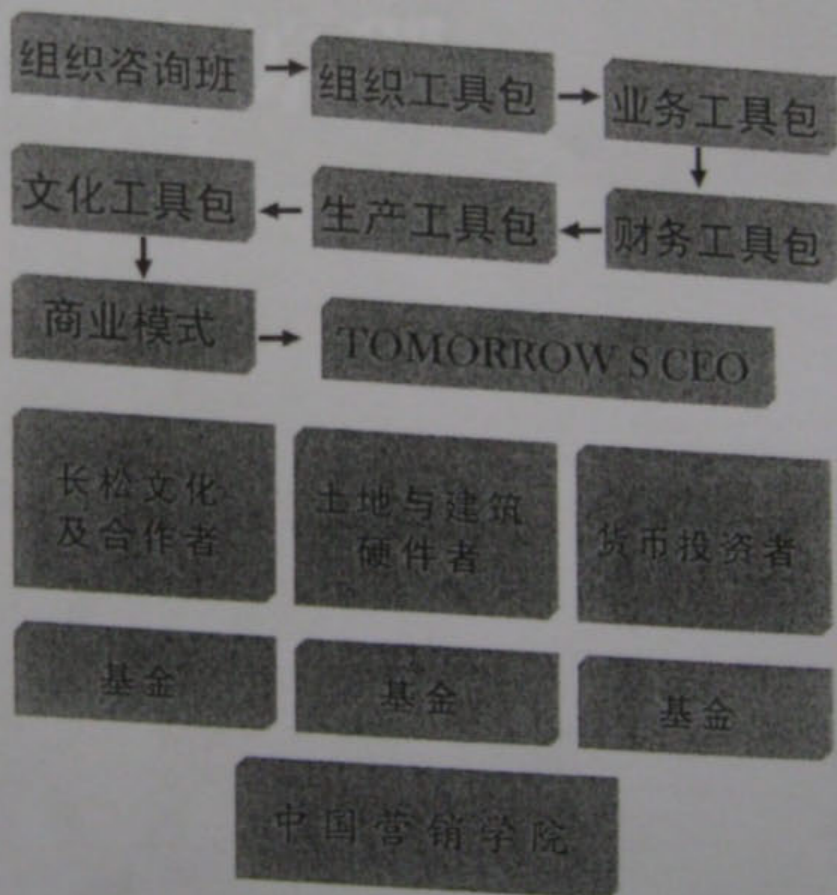 组织咨询班
组织工具包
业务工具包
文化工具包
生产工具包
财务工具包
商业模式
TOMORROW S CEO
长松文化
及合作者
土地与建筑
硬件者
货币投资者
基金
基金
基金
中国营销学院